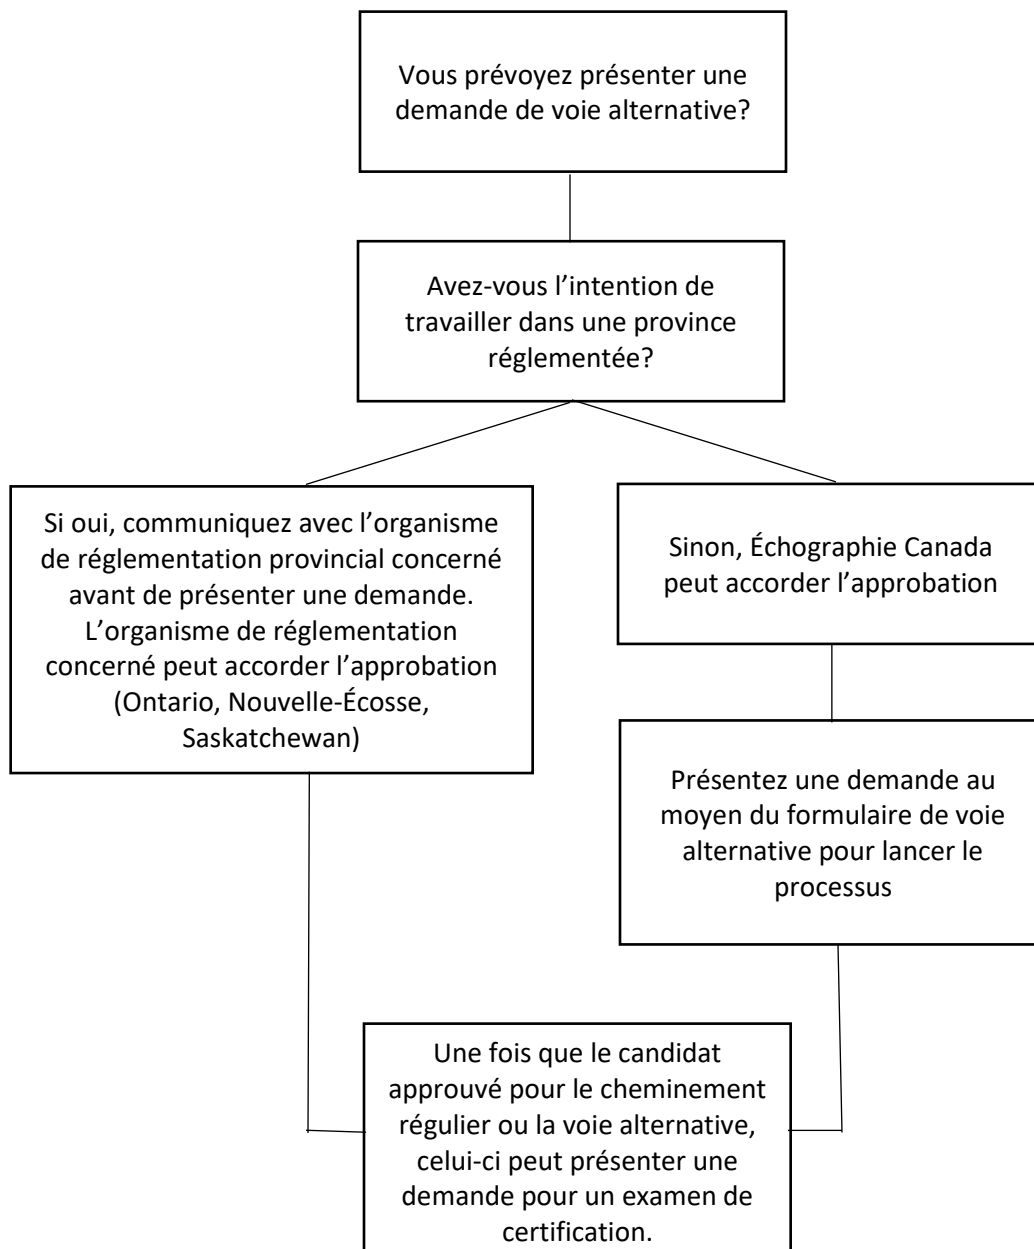 Vous prévoyez présenter une
demande de voie alternative?
Avez-vous l’intention de
travailler dans une province
réglementée?
Si oui, communiquez avec l’organisme
de réglementation provincial concerné
avant de présenter une demande.
L’organisme de réglementation
concerné peut accorder l’approbation
(Ontario, Nouvelle-Écosse,
Saskatchewan)
Sinon, Échographie Canada
peut accorder l’approbation
Présentez une demande au
moyen du formulaire de voie
alternative pour lancer le
processus
Une fois que le candidat
approuvé pour le cheminement
régulier ou la voie alternative,
celui-ci peut présenter une
demande pour un examen de
certification.